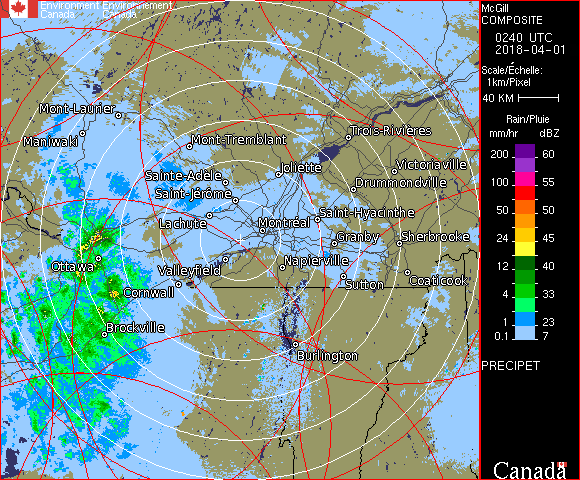 Environment Environnement
Canada Canada
McGill
COMPOSITE
0240 UTC
2018-04-01
Scale/Échelle:
1km/Pixel
40 KM
Rain/Pluie
mm/hr dBZ
200 60
100 55
50 50
24 45
12 40
4 33
1 23
0.1 7
PRECIPET
Canada
Mont-Laurier
Maniwaki
Mont-Tremblant
Trois-Rivières
Joliette
Victoriaville
Sainte-Adèle
Drummondville
Saint-Jérôme
Lachute
Saint-Hyacinthe
Montréal
Granby
Sherbrooke
Ottawa
Valleyfield
Napierville
Cornwall
Sutton
Coaticook
Brockville
Burlington